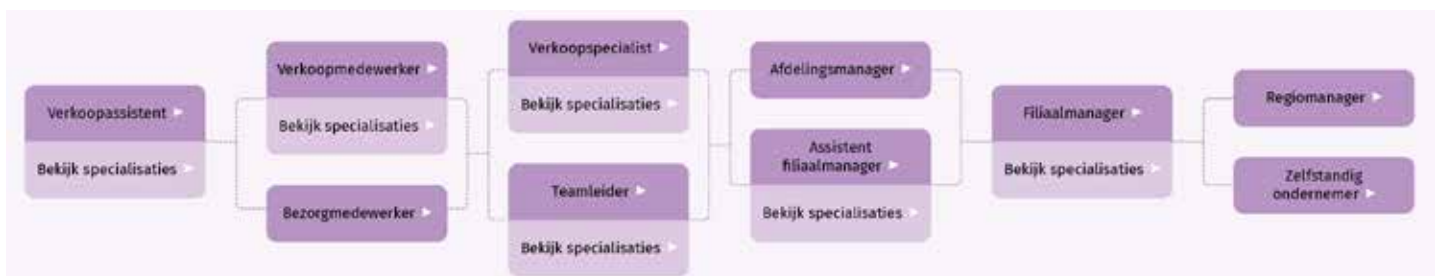 Verkoopassistent
Bekijk specialisaties
Verkoopmedewerker
Bekijk specialisaties
Bezorgmedewerker
Verkoopspecialist
Bekijk specialisaties
Teamleider
Bekijk specialisaties
Afdelingsmanager
Assistent
filiaalmanager
Bekijk specialisaties
Filiaalmanager
Bekijk specialisaties
Regiomanager
Zelfstandig
ondernemer